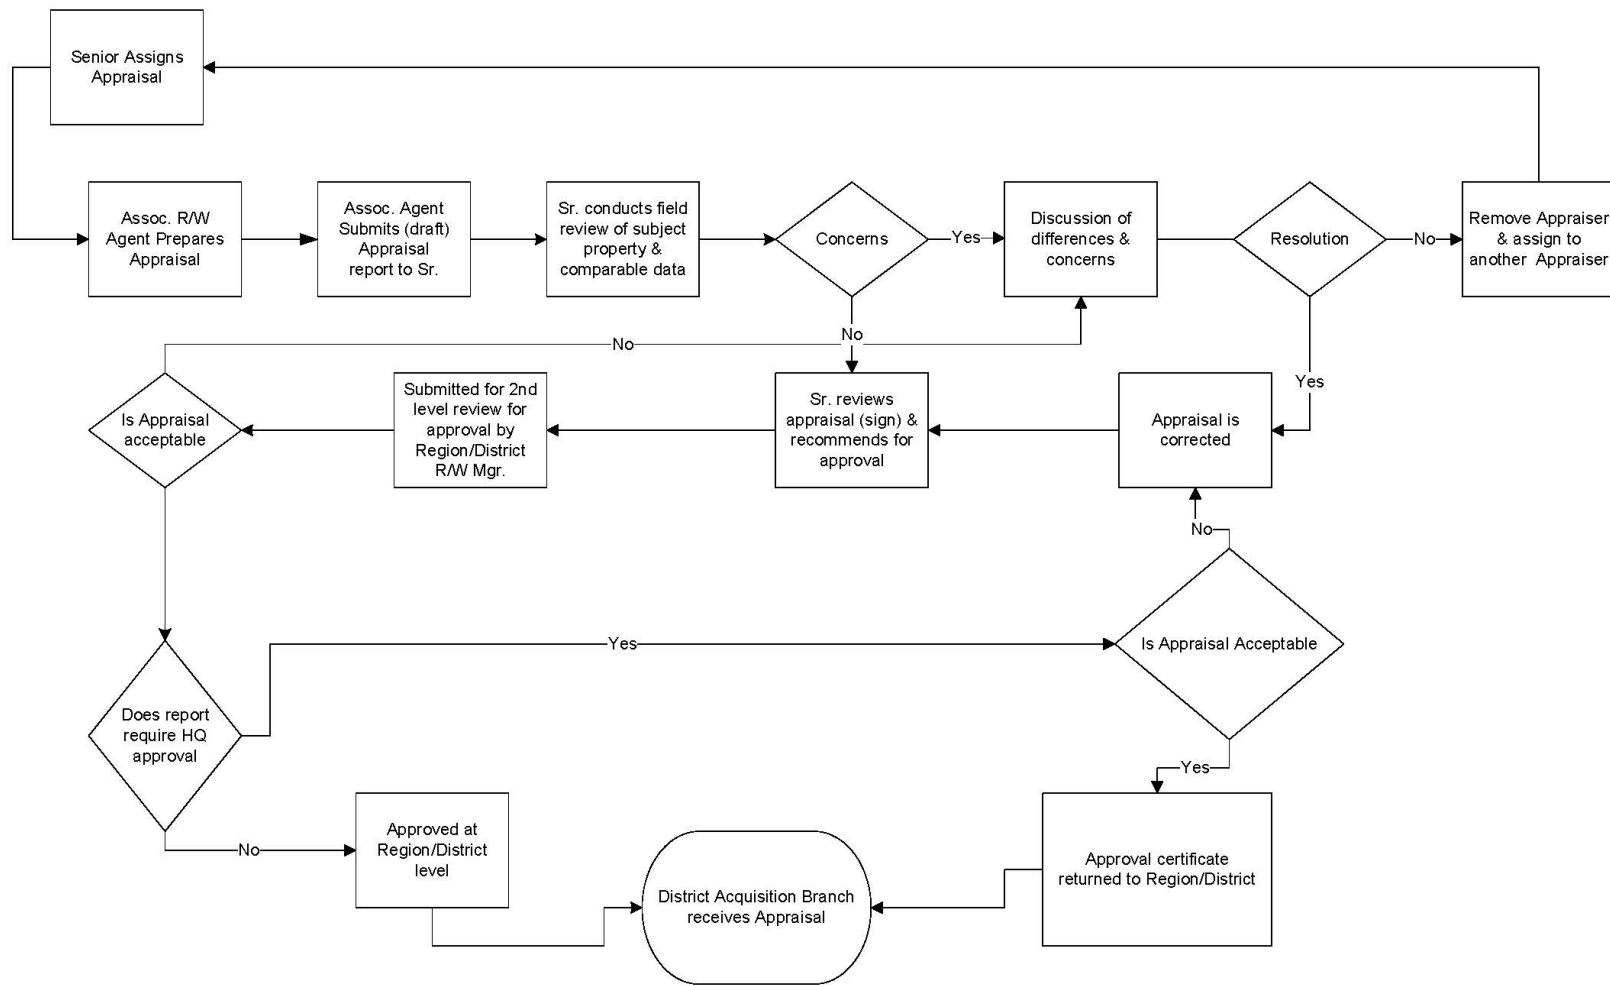 Senior Assigns
Appraisal
Assoc. R/W
Agent Prepares
Appraisal
Assoc. Agent
Submits (draft)
Appraisal
report to Sr.
Sr. conducts field
review of subject
property &
comparable data
Concerns
Yes
Discussion of
differences &
concerns
Resolution
No
Remove Appraiser
& assign to
another Appraiser
No
No
Yes
Is Appraisal
acceptable
Submitted for 2nd
level review for
approval by
Region/District
R/W Mgr.
Sr. reviews
appraisal (sign) &
recommends for
approval
Appraisal is
corrected
No
Yes
Is Appraisal Acceptable
Does report
require HQ
approval
Yes
No
Approved at
Region/District
level
District Acquisition Branch
receives Appraisal
Approval certificate
returned to Region/District